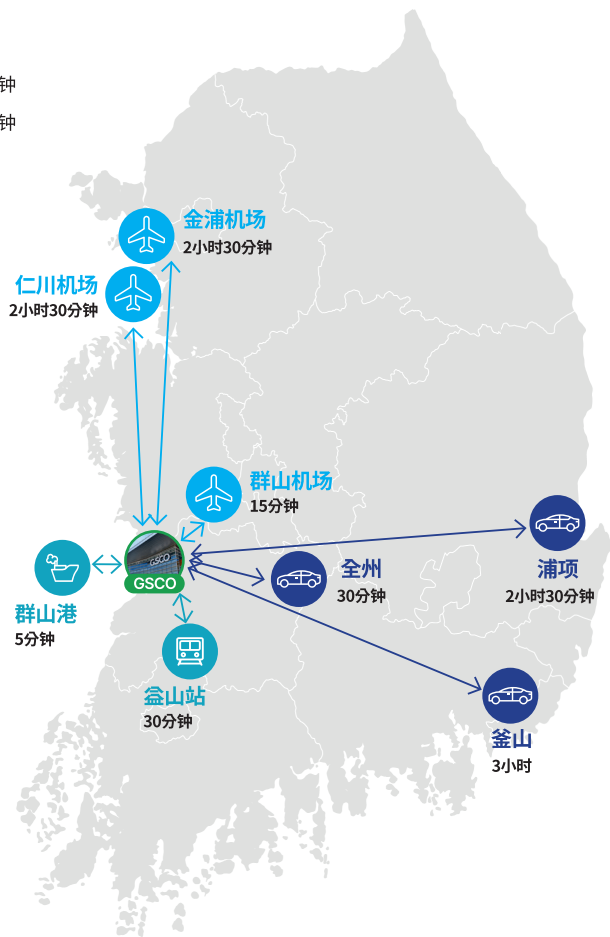 钟
钟
金浦机场
2小时30分钟
仁川机场
2小时30分钟
群山机场
15分钟
GSCO
GSCO
群山港
5分钟
全州
30分钟
浦项
2小时30分钟
益山站
30分钟
釜山
3小时